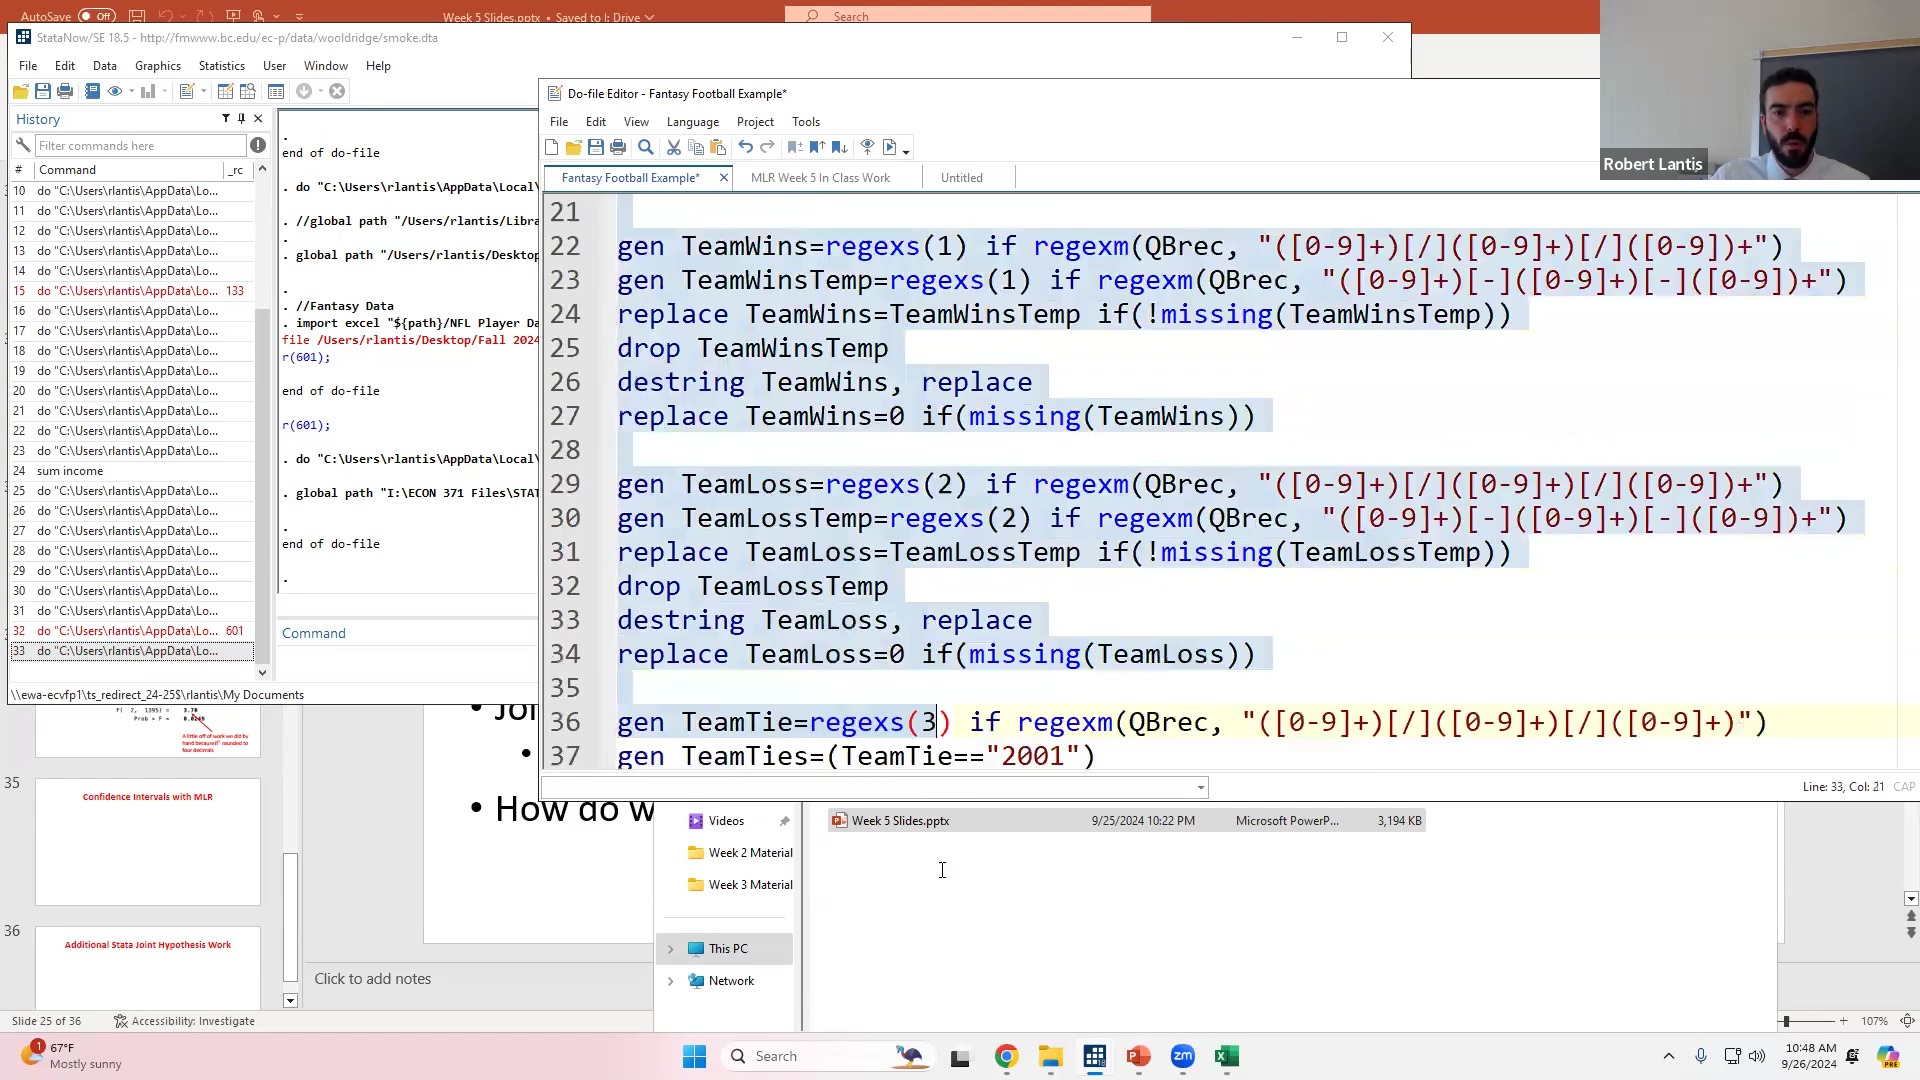 AutoSave Off
Week 5 Slides.pptx • Saved to I: Drive
Search
StataNow/SE 18.5 - http://fmwww.bc.edu/ec-p/data/wooldridge/smoke.dta
File Edit Data Graphics Statistics User Window Help
History
Filter commands here
# Command _rc
10 do "C:\Users\rlantis\AppData\Lo...
11 do "C:\Users\rlantis\AppData\Lo...
12 do "C:\Users\rlantis\AppData\Lo...
13 do "C:\Users\rlantis\AppData\Lo...
14 do "C:\Users\rlantis\AppData\Lo...
15 do "C:\Users\rlantis\AppData\Lo... 133
16 do "C:\Users\rlantis\AppData\Lo...
17 do "C:\Users\rlantis\AppData\Lo...
18 do "C:\Users\rlantis\AppData\Lo...
19 do "C:\Users\rlantis\AppData\Lo...
20 do "C:\Users\rlantis\AppData\Lo...
21 do "C:\Users\rlantis\AppData\Lo...
22 do "C:\Users\rlantis\AppData\Lo...
23 do "C:\Users\rlantis\AppData\Lo...
24 sum income
25 do "C:\Users\rlantis\AppData\Lo...
26 do "C:\Users\rlantis\AppData\Lo...
27 do "C:\Users\rlantis\AppData\Lo...
28 do "C:\Users\rlantis\AppData\Lo...
29 do "C:\Users\rlantis\AppData\Lo...
30 do "C:\Users\rlantis\AppData\Lo...
31 do "C:\Users\rlantis\AppData\Lo...
32 do "C:\Users\rlantis\AppData\Lo... 601
33 do "C:\Users\rlantis\AppData\Lo...
.
end of do-file
. do "C:\Users\rlantis\AppData\Local\
. //global path "/Users/rlantis/Libra
.
. global path "/Users/rlantis/Desktop
.
. //Fantasy Data
. import excel "${path}/NFL Player Da
file /Users/rlantis/Desktop/Fall 2024
r(601);
end of do-file
r(601);
. do "C:\Users\rlantis\AppData\Local\
. global path "I:\ECON 371 Files\STAT
.
end of do-file
.
Command
\\ewa-ecvfp1\ts_redirect_24-25$\rlantis\My Documents
Do-file Editor - Fantasy Football Example*
File Edit View Language Project Tools
Fantasy Football Example* MLR Week 5 In Class Work Untitled
21
22 gen TeamWins=regexs(1) if regexm(QBrec, "([0-9]+)[/]([0-9]+)[/]([0-9])+")
23 gen TeamWinsTemp=regexs(1) if regexm(QBrec, "([0-9]+)[-]([0-9]+)[-]([0-9])+")
24 replace TeamWins=TeamWinsTemp if(!missing(TeamWinsTemp))
25 drop TeamWinsTemp
26 destring TeamWins, replace
27 replace TeamWins=0 if(missing(TeamWins))
28
29 gen TeamLoss=regexs(2) if regexm(QBrec, "([0-9]+)[/]([0-9]+)[/]([0-9])+")
30 gen TeamLossTemp=regexs(2) if regexm(QBrec, "([0-9]+)[-]([0-9]+)[-]([0-9])+")
31 replace TeamLoss=TeamLossTemp if(!missing(TeamLossTemp))
32 drop TeamLossTemp
33 destring TeamLoss, replace
34 replace TeamLoss=0 if(missing(TeamLoss))
35
36 gen TeamTie=regexs(3) if regexm(QBrec, "([0-9]+)[/]([0-9]+)[/]([0-9]+)")
37 gen TeamTies=(TeamTie=="2001")
Line: 33, Col: 21 CAP
Robert Lantis
F( 2, 1395) = 3.70
Prob > F = 0.0249
A little off of work we did by
four decimals
35
Confidence Intervals with MLR
36
Additional Stata Joint Hypothesis Work
• Joi
•
• How do w
Click to add notes
Videos
Week 2 Material
Week 3 Material
This PC
Network
Week 5 Slides.pptx 9/25/2024 10:22 PM Microsoft PowerP... 3,194 KB
Slide 25 of 36 Accessibility: Investigate
107%
1
67°F
Mostly sunny
Search
zm
10:48 AM
9/26/2024
PRE